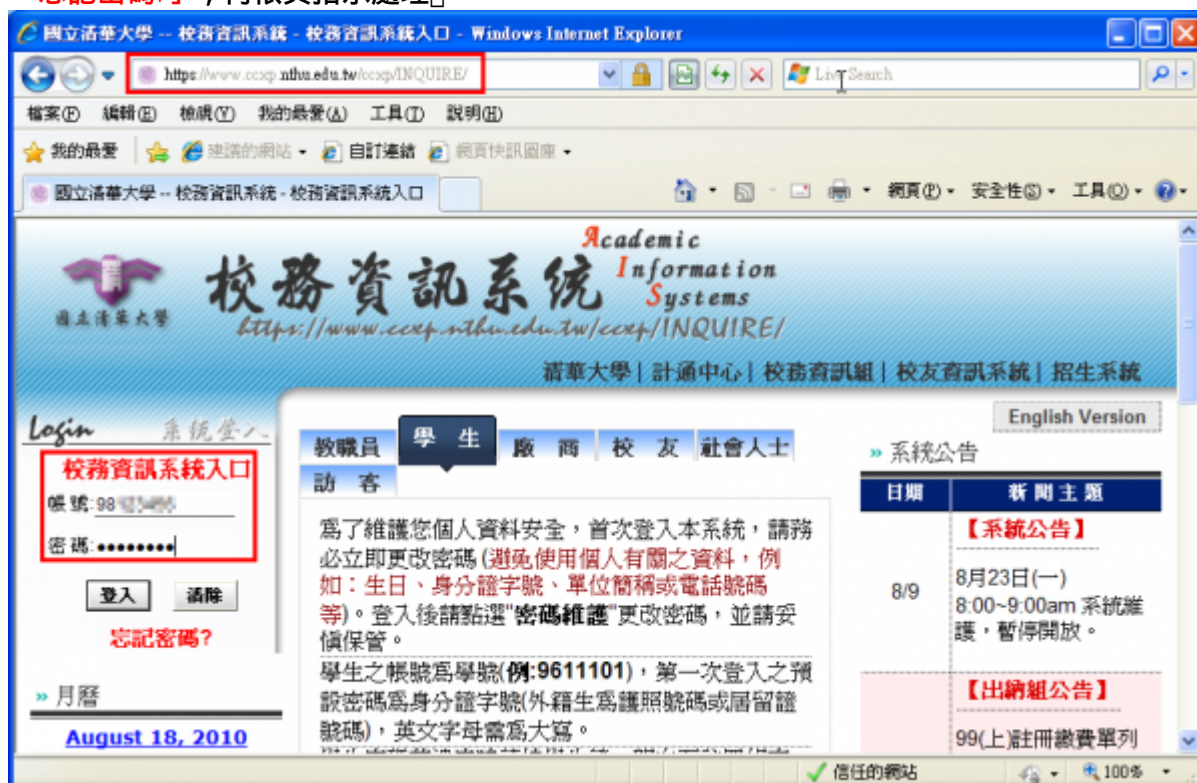 「忘記密碼?」,再依其指示處理
國立清華大學 -- 校務資訊系統 - 校務資訊系統入口 - Windows Internet Explorer
https://www.ccxp.nthu.edu.tw/ccxp/INQUIRE/
Live Search
檔案(F) 編輯(E) 檢視(V) 我的最愛(A) 工具(T) 說明(H)
我的最愛 建議的網站 自訂連結 網頁快訊圖庫
國立清華大學 -- 校務資訊系統 - 校務資訊系統入口
網頁(P) 安全性(S) 工具(O)
國立清華大學
校務資訊系統
Academic
Information
Systems
https://www.ccxp.nthu.edu.tw/ccxp/INQUIRE/
清華大學 | 計通中心 | 校務資訊組 | 校友資訊系統 | 招生系統
Login 系統登入
校務資訊系統入口
帳號:98
密碼:••••••••
登入 清除
忘記密碼?
» 月曆
August 18, 2010
教職員 學 生 廠 商 校 友 社會人士
訪 客
為了維護您個人資料安全,首次登入本系統,請務
必立即更改密碼(避免使用個人有關之資料,例
如:生日、身分證字號、單位簡稱或電話號碼
等)。登入後請點選"密碼維護"更改密碼,並請妥
慎保管。
學生之帳號為學號(例:9611101),第一次登入之預
設密碼為身分證字號(外籍生為護照號碼或居留證
號碼),英文字母需為大寫。
English Version
» 系統公告
日期 新聞主題
【系統公告】
8/9
8月23日(一)
8:00~9:00am 系統維
護,暫停開放。
【出納組公告】
99(上)註冊繳費單列
信任的網站
100%